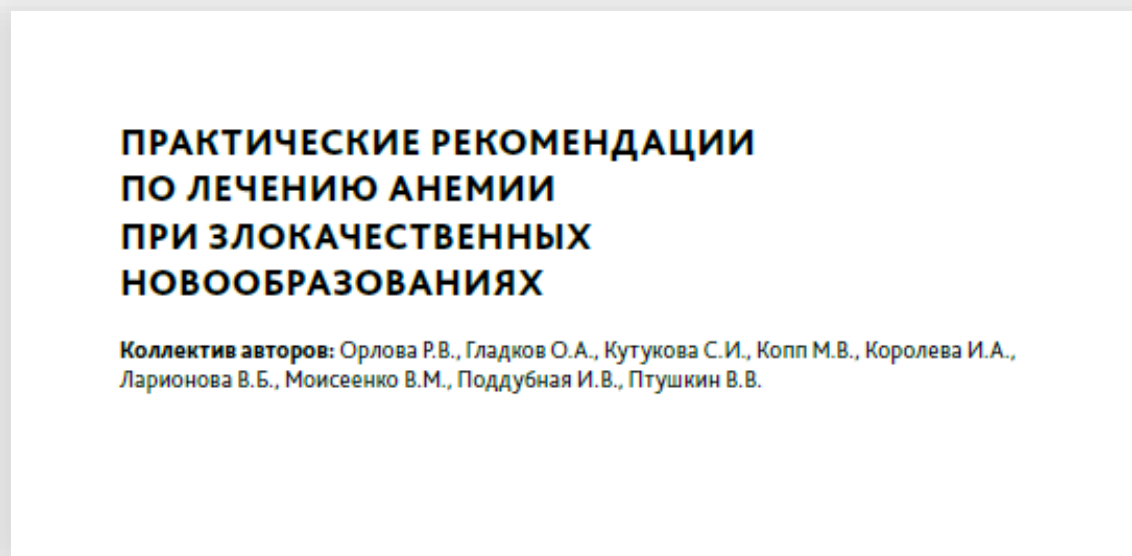 ПРАКТИЧЕСКИЕ РЕКОМЕНДАЦИИ
ПО ЛЕЧЕНИЮ АНЕМИИ
ПРИ ЗЛОКАЧЕСТВЕННЫХ
НОВООБРАЗОВАНИЯХ
Коллектив авторов: Орлова Р.В., Гладков О.А., Кутукова С.И., Копп М.В., Королева И.А.,
Ларионова В.Б., Моисеенко В.М., Поддубная И.В., Птушкин В.В.